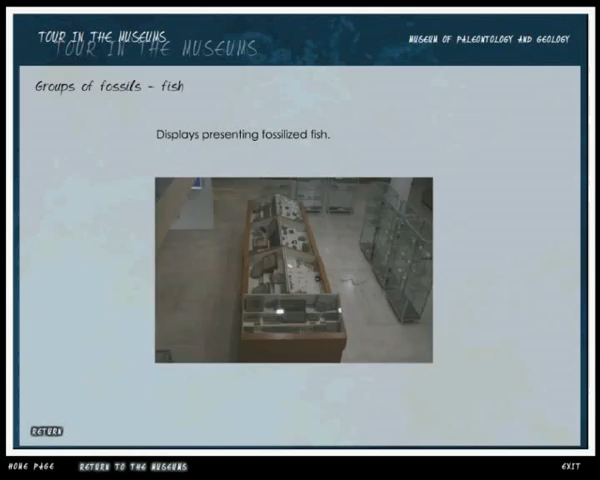 TOUR IN THE MUSEUMS
TOUR IN THE MUSEUMS
MUSEUM OF PALEONTOLOGY AND GEOLOGY
Groups of fossils - fish
Displays presenting fossilized fish.
RETURN
HOME PAGE
RETURN TO THE MUSEUMS
EXIT